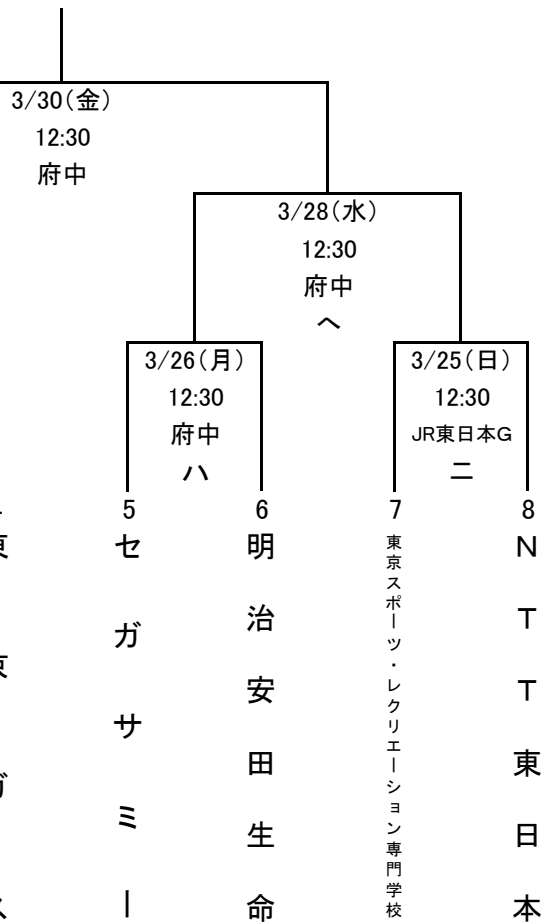 3/30(金)
12:30
府中
3/28(水)
12:30
府中
ヘ
3/26(月)
12:30
府中
ハ
3/25(日)
12:30
JR東日本G
ニ
5
セガサミー
6
明治安田生命
7
東京スポーツ・レクリエーション専門学校
8
NTT東日本